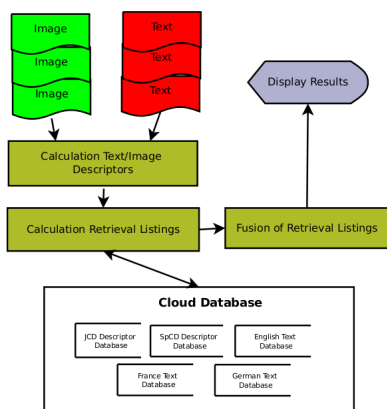 Image
Image
Image
Text
Text
Text
Display Results
Calculation Text/Image
Descriptors
Calculation Retrieval Listings
Fusion of Retrieval Listings
Cloud Database
JCD Descriptor
Database
SpCD Descriptor
Database
English Text
Database
France Text
Database
German Text
Database